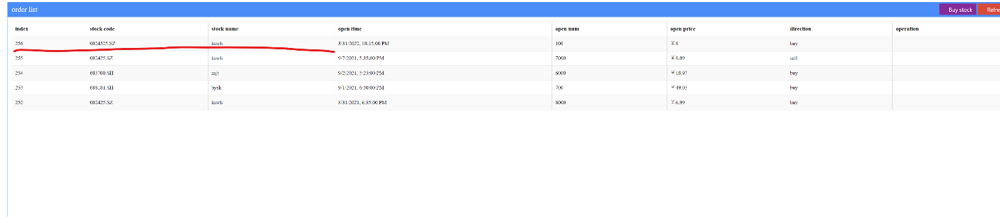 order list Buy stock Refre
index stock code stock name open time open num open price direction operation
256 0024525.SZ kswh 3/31/2022, 10:15:00 PM 100 ￥8 buy
255 002425.SZ kswh 9/7/2021, 5:35:00 PM 7000 ￥8.09 sell
254 603700.SH nsjt 9/2/2021, 5:25:00 PM 6000 ￥18.97 buy
253 688181.SH bysk 9/1/2021, 6:30:00 PM 700 ￥49.05 buy
252 002425.SZ kswh 8/31/2021, 6:35:00 PM 8000 ￥6.99 buy